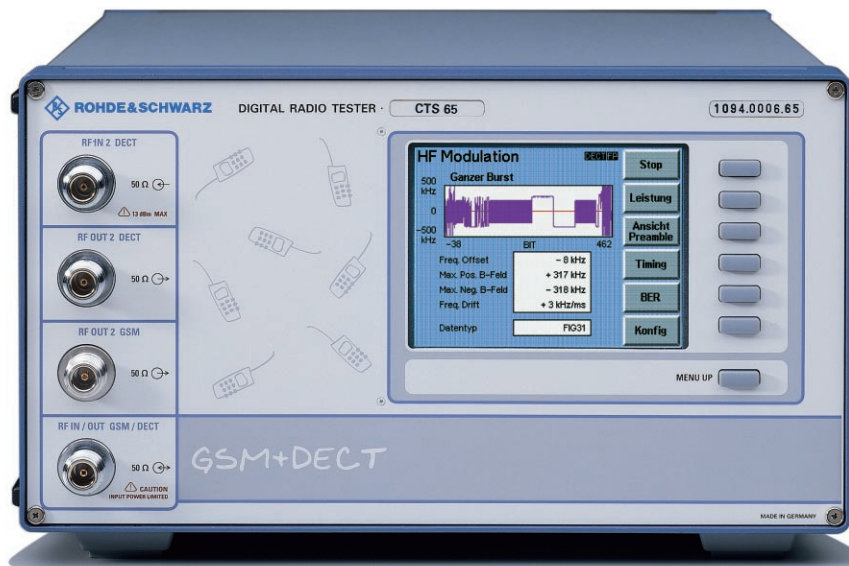 ROHDE&SCHWARZ DIGITAL RADIO TESTER · CTS 65 1094.0006.65
RF IN 2 DECT
50 Ω
13 dBm MAX
RF OUT 2 DECT
50 Ω
RF OUT 2 GSM
50 Ω
RF IN / OUT GSM / DECT
50 Ω
CAUTION
INPUT POWER LIMITED
HF Modulation DECT FP
Ganzer Burst
500
kHz
0
-500
kHz
-38 BIT 462
Freq. Offset - 8 kHz
Max. Pos. B-Feld + 317 kHz
Max. Neg. B-Feld - 318 kHz
Freq. Drift + 3 kHz/ms
Datentyp FIG31
Stop
Leistung
Ansicht
Preamble
Timing
BER
Konfig
MENU UP
GSM+DECT
MADE IN GERMANY